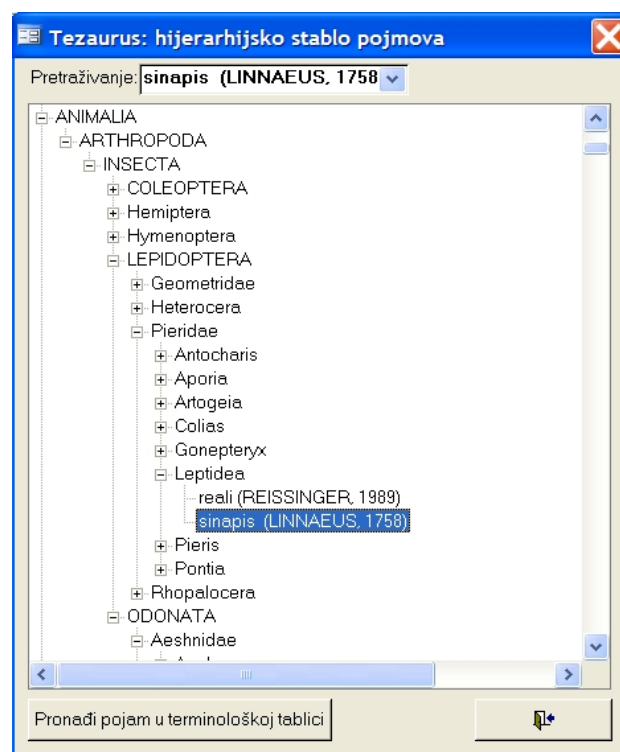 Tezaurus: hijerarhijsko stablo pojmova
Pretraživanje: sinapis (LINNAEUS, 1758
ANIMALIA
ARTHROPODA
INSECTA
COLEOPTERA
Hemiptera
Hymenoptera
LEPIDOPTERA
Geometridae
Heterocera
Pieridae
Antocharis
Aporia
Artogeia
Colias
Gonepteryx
Leptidea
reali (REISSINGER, 1989)
sinapis (LINNAEUS, 1758)
Pieris
Pontia
Rhopalocera
ODONATA
Aeshnidae
Pronađi pojam u terminološkoj tablici